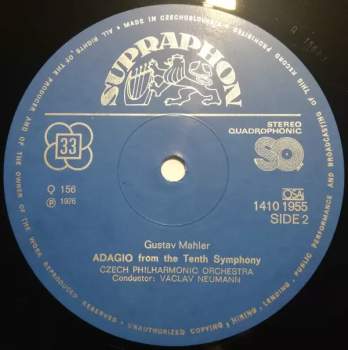 MADE IN CZECHOSLOVAKIA
ALL RIGHTS OF THE PRODUCER AND OF THE OWNER OF THE WORK REPRODUCED RESERVED - UNAUTHORIZED COPYING, HIRING, LENDING, PUBLIC PERFORMANCE AND BROADCASTING OF THIS RECORD PROHIBITED
SUPRAPHON
33
STEREO
QUADROPHONIC
SQ
Q 156
Ⓟ 1976
OSA
1410 1955
SIDE 2
Gustav Mahler
ADAGIO from the Tenth Symphony
CZECH PHILHARMONIC ORCHESTRA
Conductor: VÁCLAV NEUMANN